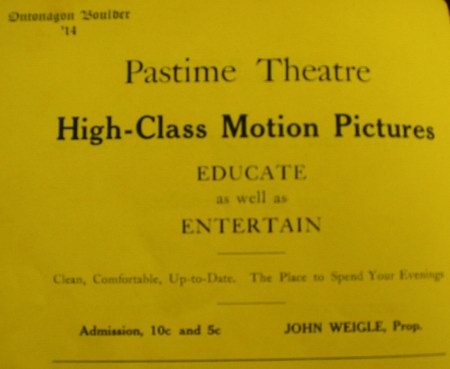 Ontonagon Boulder
'14
Pastime Theatre
High-Class Motion Pictures
EDUCATE
as well as
ENTERTAIN
Clean, Comfortable, Up-to-Date. The Place to Spend Your Evenings
Admission, 10c and 5c JOHN WEIGLE, Prop.